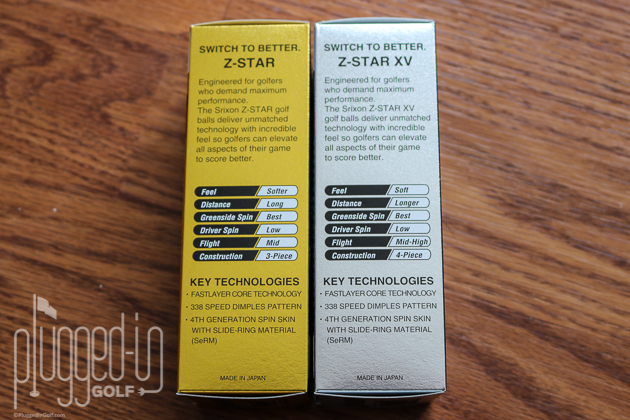 SWITCH TO BETTER.
Z-STAR
Engineered for golfers
who demand maximum
performance.
The Srixon Z-STAR golf
balls deliver unmatched
technology with incredible
feel so golfers can elevate
all aspects of their game
to score better.
Feel Softer
Distance Long
Greenside Spin Best
Driver Spin Low
Flight Mid
Construction 3-Piece
KEY TECHNOLOGIES
• FASTLAYER CORE TECHNOLOGY
• 338 SPEED DIMPLES PATTERN
• 4TH GENERATION SPIN SKIN
WITH SLIDE-RING MATERIAL
(SeRM)
MADE IN JAPAN
SWITCH TO BETTER.
Z-STAR XV
Engineered for golfers
who demand maximum
performance.
The Srixon Z-STAR XV
golf balls deliver unmatched
technology with incredible
feel so golfers can elevate
all aspects of their game
to score better.
Feel Soft
Distance Longer
Greenside Spin Best
Driver Spin Low
Flight Mid-High
Construction 4-Piece
KEY TECHNOLOGIES
• FASTLAYER CORE TECHNOLOGY
• 338 SPEED DIMPLES PATTERN
• 4TH GENERATION SPIN SKIN
WITH SLIDE-RING MATERIAL
(SeRM)
MADE IN JAPAN
plugged-in
GOLF
©PluggedInGolf.com